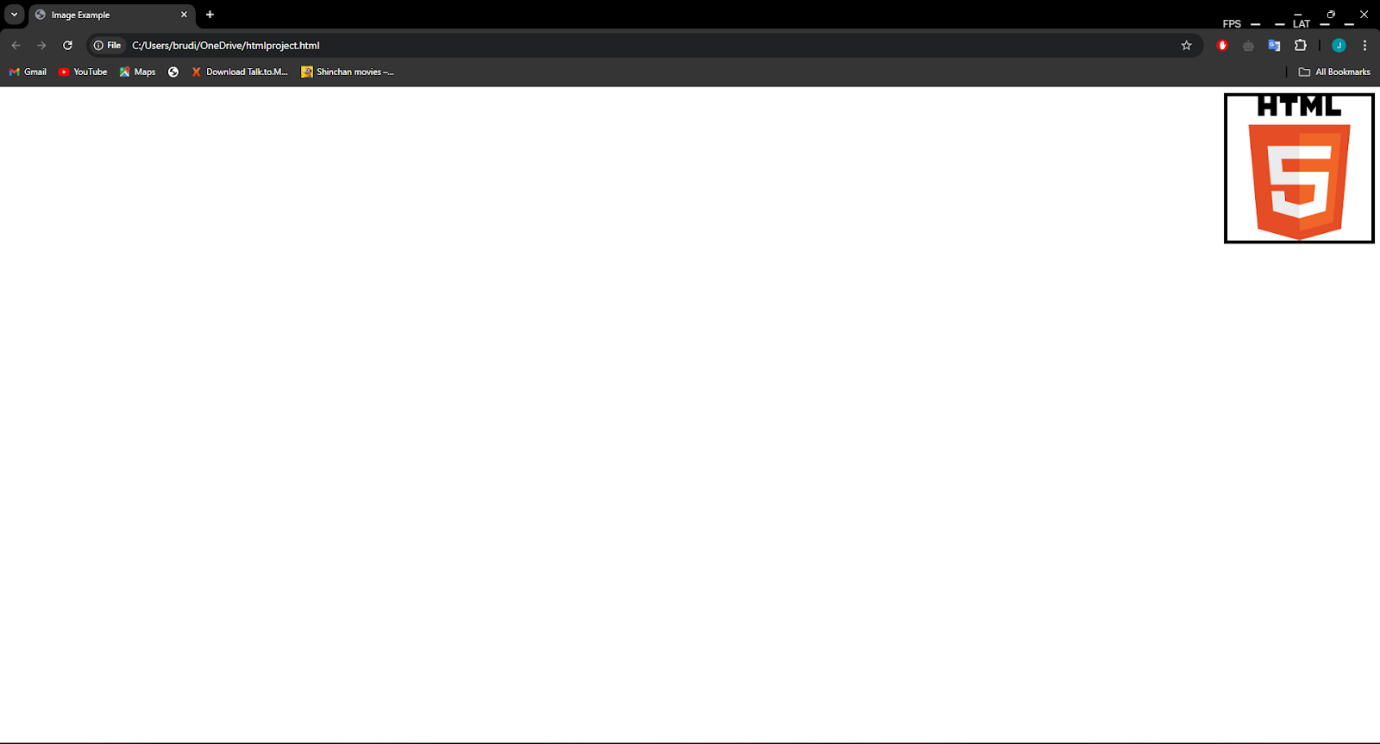 Image Example
FPS LAT
File C:/Users/brudi/OneDrive/htmlproject.html J
Gmail YouTube Maps Download Talk.to.M... Shinchan movies –... All Bookmarks
HTML
5